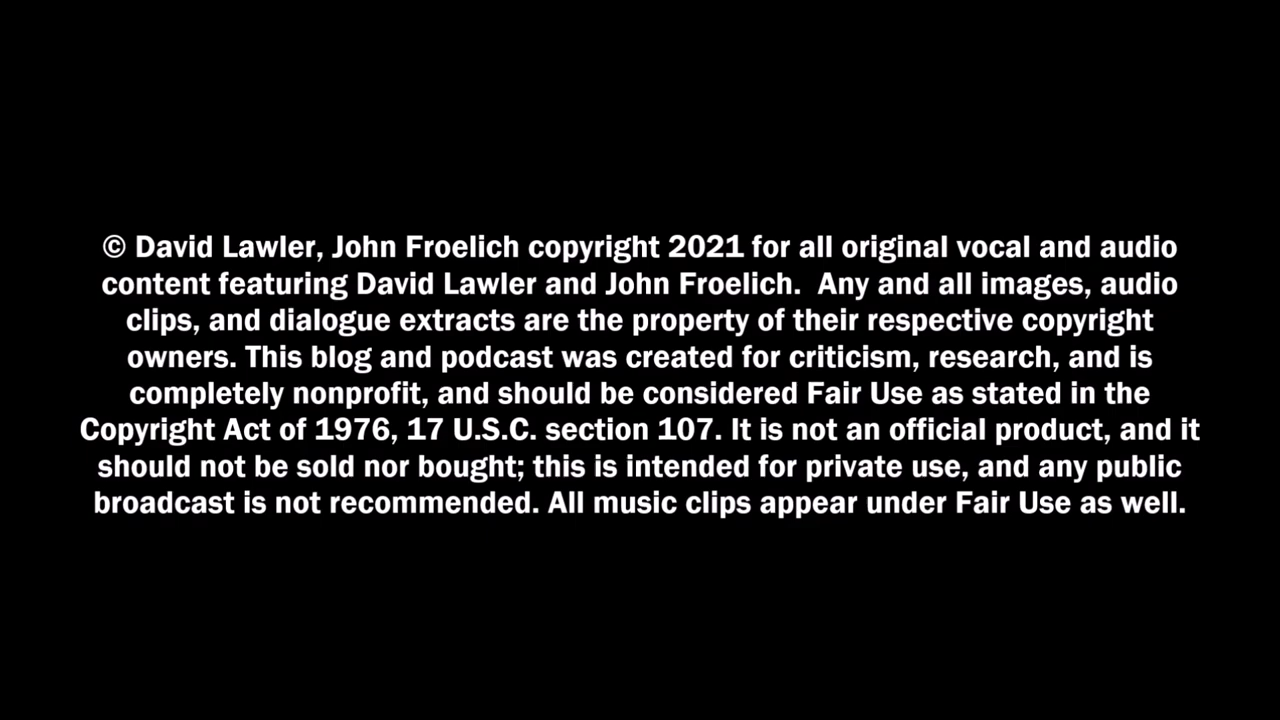 © David Lawler, John Froelich copyright 2021 for all original vocal and audio
content featuring David Lawler and John Froelich.  Any and all images, audio
clips, and dialogue extracts are the property of their respective copyright
owners. This blog and podcast was created for criticism, research, and is
completely nonprofit, and should be considered Fair Use as stated in the
Copyright Act of 1976, 17 U.S.C. section 107. It is not an official product, and it
should not be sold nor bought; this is intended for private use, and any public
broadcast is not recommended. All music clips appear under Fair Use as well.